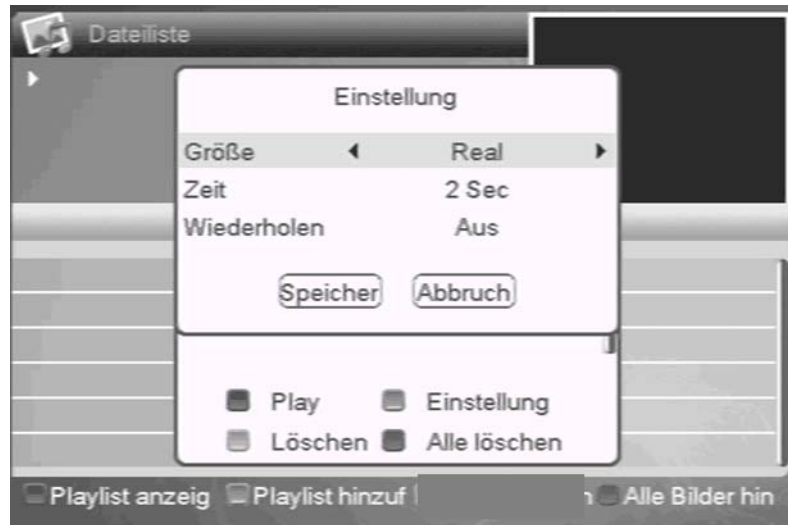 Dateiliste
Einstellung
Größe Real
Zeit 2 Sec
Wiederholen Aus
Speicher Abbruch
Play Einstellung
Löschen Alle löschen
Playlist anzeig Playlist hinzuf Alle Bilder hin